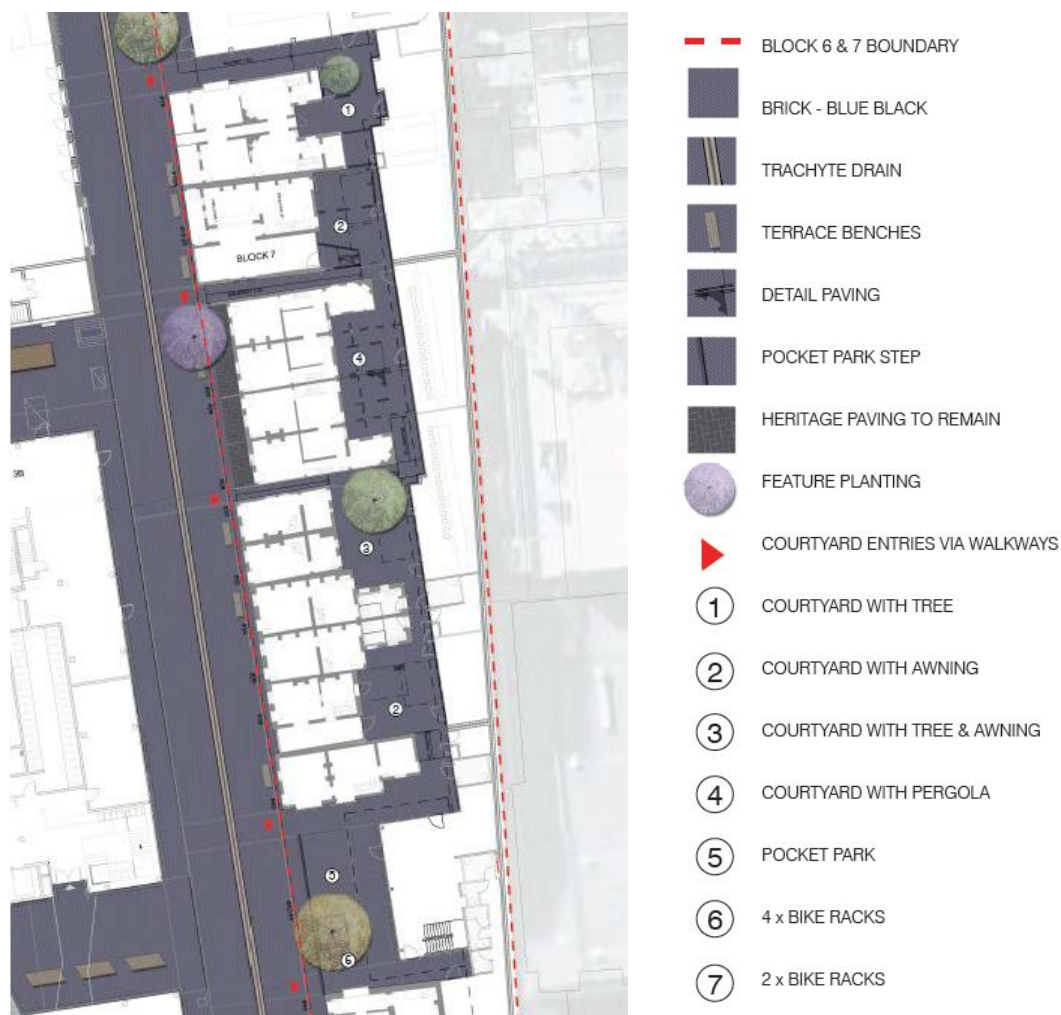 1
2
BLOCK 7
4
3
2
5
6
3B
BLOCK 6 & 7 BOUNDARY
BRICK - BLUE BLACK
TRACHYTE DRAIN
TERRACE BENCHES
DETAIL PAVING
POCKET PARK STEP
HERITAGE PAVING TO REMAIN
FEATURE PLANTING
COURTYARD ENTRIES VIA WALKWAYS
1 COURTYARD WITH TREE
2 COURTYARD WITH AWNING
3 COURTYARD WITH TREE & AWNING
4 COURTYARD WITH PERGOLA
5 POCKET PARK
6 4 x BIKE RACKS
7 2 x BIKE RACKS